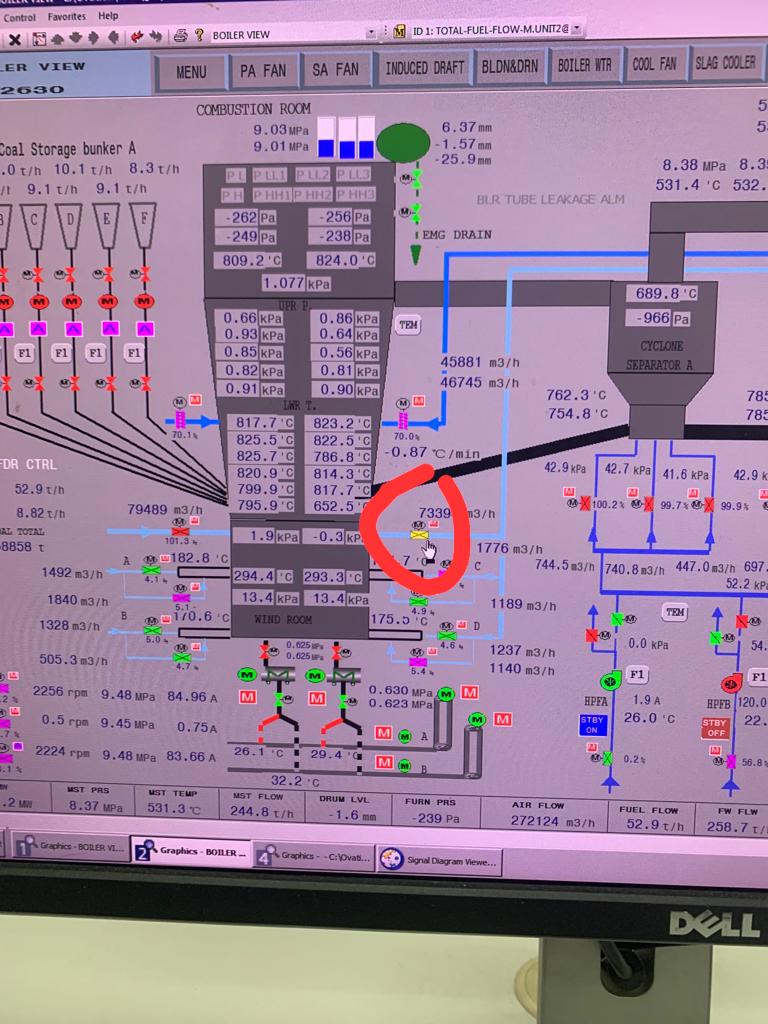 Control Favorites Help
BOILER VIEW
ID 1: TOTAL-FUEL-FLOW-M.UNIT2@
LER VIEW
2630
MENU
PA FAN
SA FAN
INDUCED DRAFT
BLDN&DRN
BOILER WTR
COOL FAN
SLAG COOLER
COMBUSTION ROOM
9.03 MPa
9.01 MPa
6.37 mm
-1.57 mm
-25.9 mm
Coal Storage bunker A
.0 t/h 10.1 t/h 8.3 t/h
/h 9.1 t/h 9.1 t/h
B C D E F
P L P LL1 P LL2 P LL3
P H P HH1 P HH2 P HH3
-262 Pa -256 Pa
-249 Pa -238 Pa
809.2 °C 824.0 °C
1.077 kPa
BLR TUBE LEAKAGE ALM
EMG DRAIN
8.38 MPa 8.3
531.4 °C 532.
689.8 °C
-966 Pa
CYCLONE
SEPARATOR A
UPR P.
0.66 kPa 0.86 kPa
0.93 kPa 0.64 kPa
0.85 kPa 0.56 kPa
0.82 kPa 0.81 kPa
0.91 kPa 0.90 kPa
TEM
F1 F1 F1 F1
45881 m3/h
46745 m3/h
LWR T.
817.7 °C 823.2 °C
825.5 °C 822.5 °C
825.7 °C 786.8 °C
820.9 °C 814.3 °C
799.9 °C 817.7 °C
795.9 °C 652.5 °C
70.1%
70.0%
762.3 °C 785
754.8 °C 785
-0.87 °C/min
FDR CTRL
52.9 t/h
8.82 t/h
OAL TOTAL
58858 t
42.9 kPa 42.7 kPa 41.6 kPa 42.9
100.2% 99.7% 99.9%
79489 m3/h
101.3%
7339 m3/h
1.9 kPa -0.3 kPa
1776 m3/h
A 182.8 °C
C
1492 m3/h
4.1 %
294.4 °C 293.3 °C
13.4 kPa 13.4 kPa
1840 m3/h
5.1
4.9 %
1189 m3/h
744.5 740.8 m3/h 447.0 m3/h 697.
52.2 kPa
B 170.6 °C
WIND ROOM
175.5 °C D
1328 m3/h
5.0 %
4.6 %
505.3 m3/h
4.7%
5.4 %
1237 m3/h
1140 m3/h
TEM
0.0 kPa
54.
0.625 MPa
0.625 MPa
2256 rpm 9.48 MPa 84.96 A
0.5 rpm 9.45 MPa 0.75 A
2224 rpm 9.48 MPa 83.66 A
0.630 MPa
0.623 MPa
A
B
26.1 °C 29.4 °C
32.2 °C
F1
F1
HPFA 1.9 A
HPFB 120.0
STBY
ON
26.0 °C
STBY
OFF
22.
0.2%
56.8%
MW
.2 MW
MST PRS
8.37 MPa
MST TEMP
531.3 °C
MST FLOW
244.8 t/h
DRUM LVL
-1.6 mm
FURN PRS
-239 Pa
AIR FLOW
272124 m3/h
FUEL FLOW
52.9 t/h
FW FLW
258.7 t/
1 Graphics - BOILER VI...
2 Graphics - BOILER ...
4 Graphics - - C:\Ovati...
Signal Diagram Viewe...
DELL